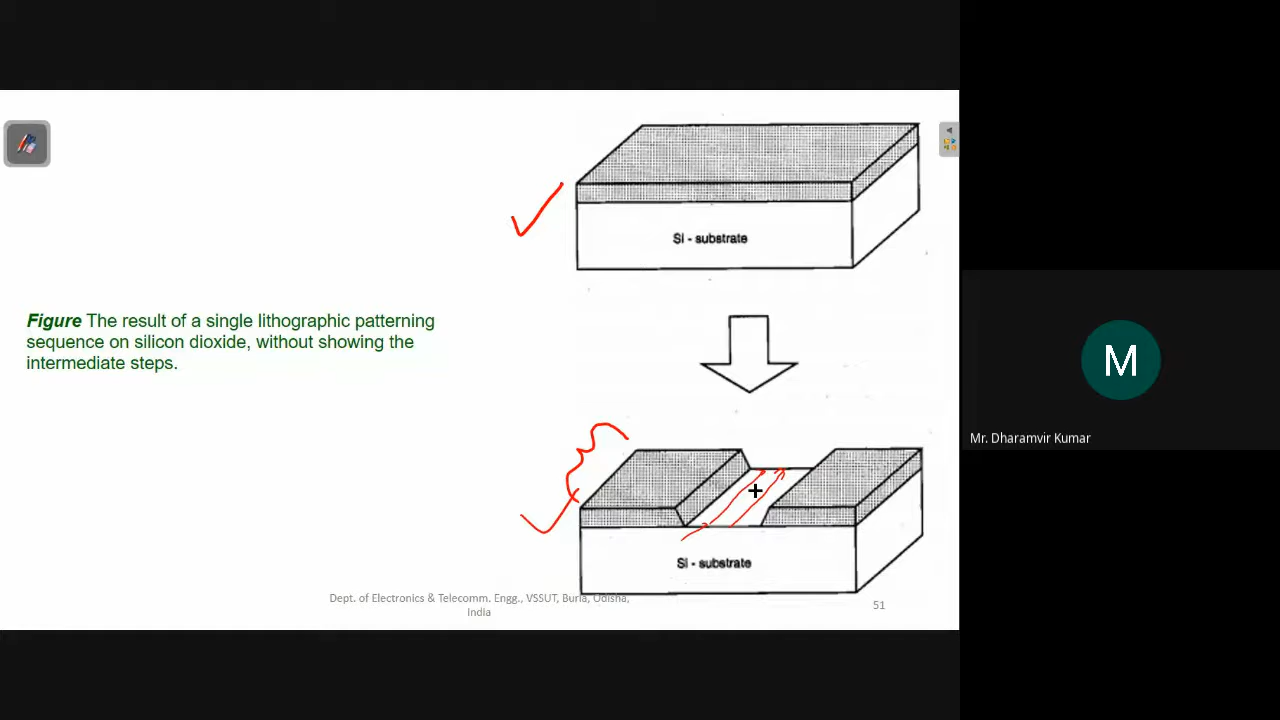 Si - substrate
Figure The result of a single lithographic patterning
sequence on silicon dioxide, without showing the
intermediate steps.
M
Mr. Dharamvir Kumar
Si - substrate
Dept. of Electronics & Telecomm. Engg., VSSUT, Burla, Odisha,
India
51